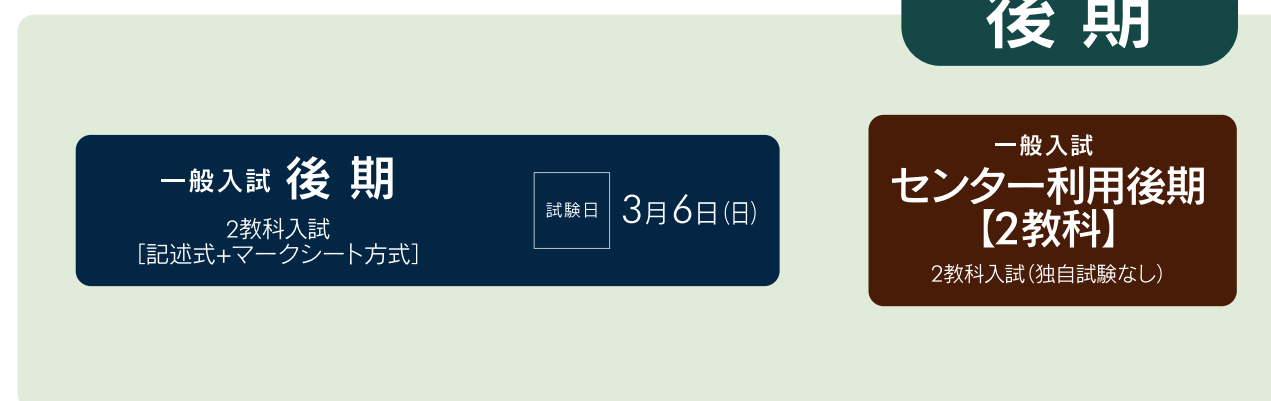 後期
一般入試 後期
2教科入試
[記述式+マークシート方式]
試験日
3月6日(日)
一般入試
センター利用後期
【2教科】
2教科入試(独自試験なし)